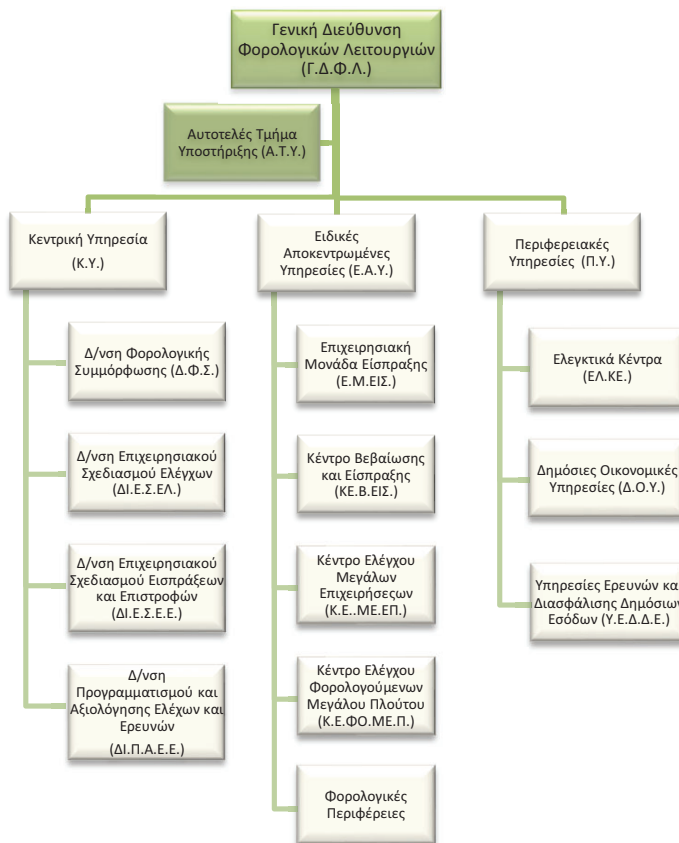 Γενική Διεύθυνση
Φορολογικών Λειτουργιών
(Γ.Δ.Φ.Λ.)
Αυτοτελές Τμήμα
Υποστήριξης (Α.Τ.Υ.)
Κεντρική Υπηρεσία
(Κ.Υ.)
Δ/νση Φορολογικής
Συμμόρφωσης (Δ.Φ.Σ.)
Δ/νση Επιχειρησιακού
Σχεδιασμού Ελέγχων
(ΔΙ.Ε.Σ.ΕΛ.)
Δ/νση Επιχειρησιακού
Σχεδιασμού Εισπράξεων
και Επιστροφών
(ΔΙ.Ε.Σ.Ε.Ε.)
Δ/νση
Προγραμματισμού και
Αξιολόγησης Ελέχων και
Ερευνών
(ΔΙ.Π.Α.Ε.Ε.)
Ειδικές
Αποκεντρωμένες
Υπηρεσίες (Ε.Α.Υ.)
Επιχειρησιακή
Μονάδα Είσπραξης
(Ε.Μ.ΕΙΣ.)
Κέντρο Βεβαίωσης
και Είσπραξης
(ΚΕ.Β.ΕΙΣ.)
Κέντρο Ελέγχου
Μεγάλων
Επιχειρήσεςων
(Κ.Ε..ΜΕ.ΕΠ.)
Κέντρο Ελέγχου
Φορολογούμενων
Μεγάλου Πλούτου
(Κ.Ε.ΦΟ.ΜΕ.Π.)
Φορολογικές
Περιφέρειες
Περιφερειακές
Υπηρεσίες (Π.Υ.)
Ελεγκτικά Κέντρα
(ΕΛ.ΚΕ.)
Δημόσιες Οικονομικές
Υπηρεσίες (Δ.Ο.Υ.)
Υπηρεσίες Ερευνών και
Διασφάλισης Δημόσιων
Εσόδων (Υ.Ε.Δ.Δ.Ε.)